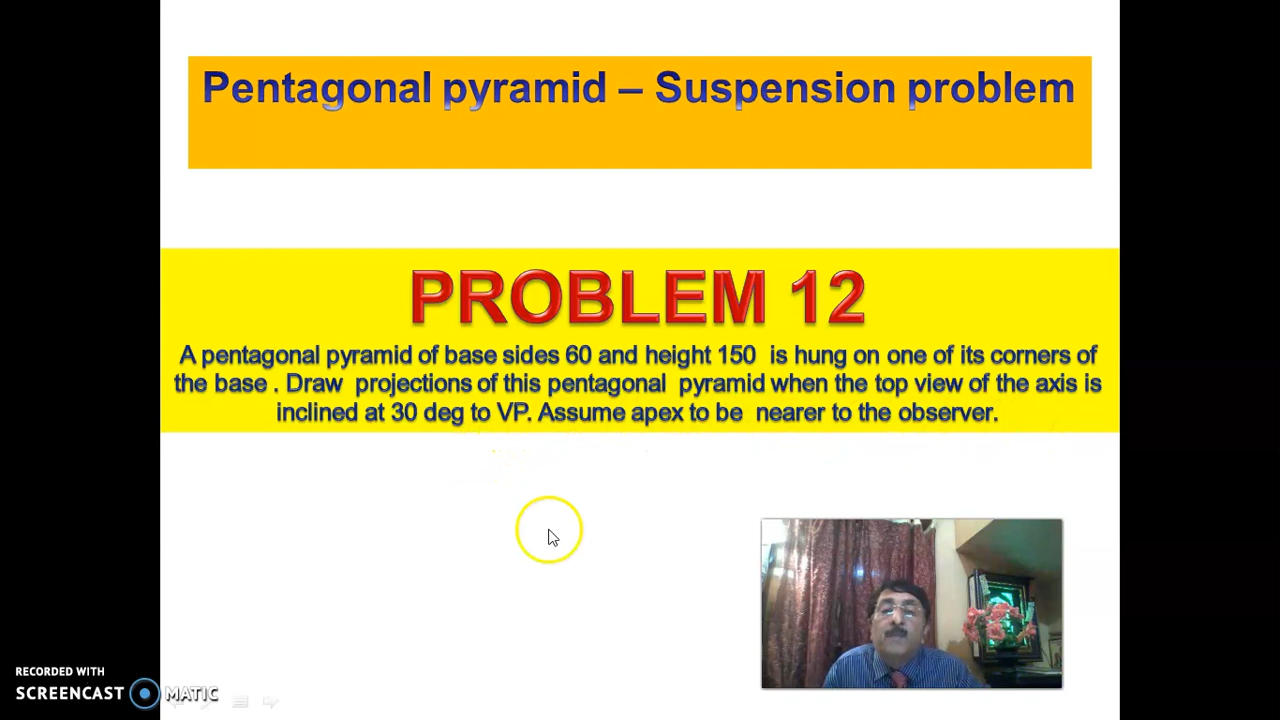 Pentagonal pyramid – Suspension problem
PROBLEM 12
A pentagonal pyramid of base sides 60 and height 150 is hung on one of its corners of
the base . Draw projections of this pentagonal pyramid when the top view of the axis is
inclined at 30 deg to VP. Assume apex to be nearer to the observer.
RECORDED WITH
SCREENCAST MATIC